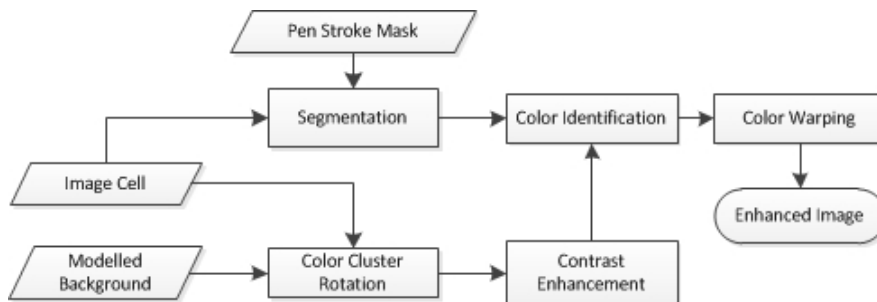 Pen Stroke Mask
Segmentation
Color Identification
Color Warping
Image Cell
Enhanced Image
Modelled
Background
Color Cluster
Rotation
Contrast
Enhancement